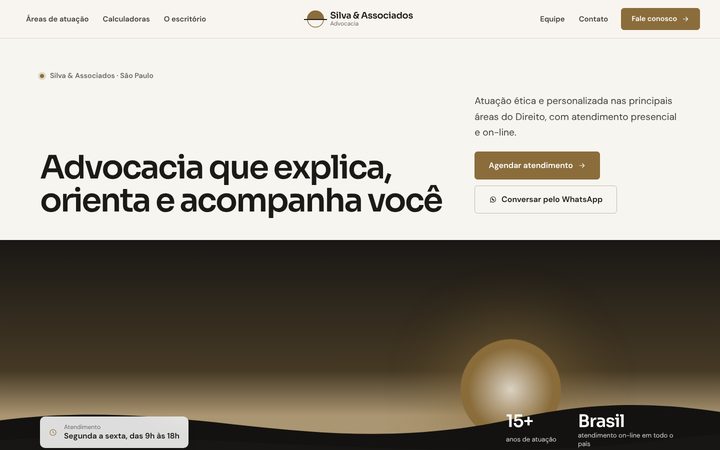 Áreas de atuação
Calculadoras
O escritório
Silva & Associados
Advocacia
Equipe
Contato
Fale conosco →
Silva & Associados · São Paulo
Advocacia que explica,
orienta e acompanha você
Atuação ética e personalizada nas principais
áreas do Direito, com atendimento presencial
e on-line.
Agendar atendimento →
Conversar pelo WhatsApp
Atendimento
Segunda a sexta, das 9h às 18h
15+
anos de atuação
Brasil
atendimento on-line em todo o
país